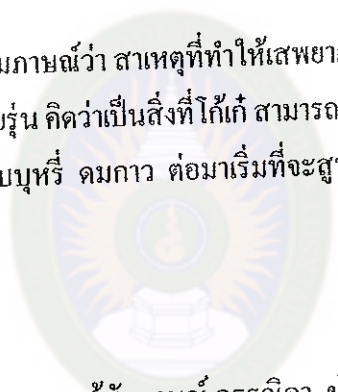 มภาษณ์ว่า สาเหตุที่ทำให้เสพยา
ยรุ่น คิดว่าเป็นสิ่งที่โก้เก๋ สามารถ
บบุหรี่ ดมกาว ต่อมาเริ่มที่จะสู